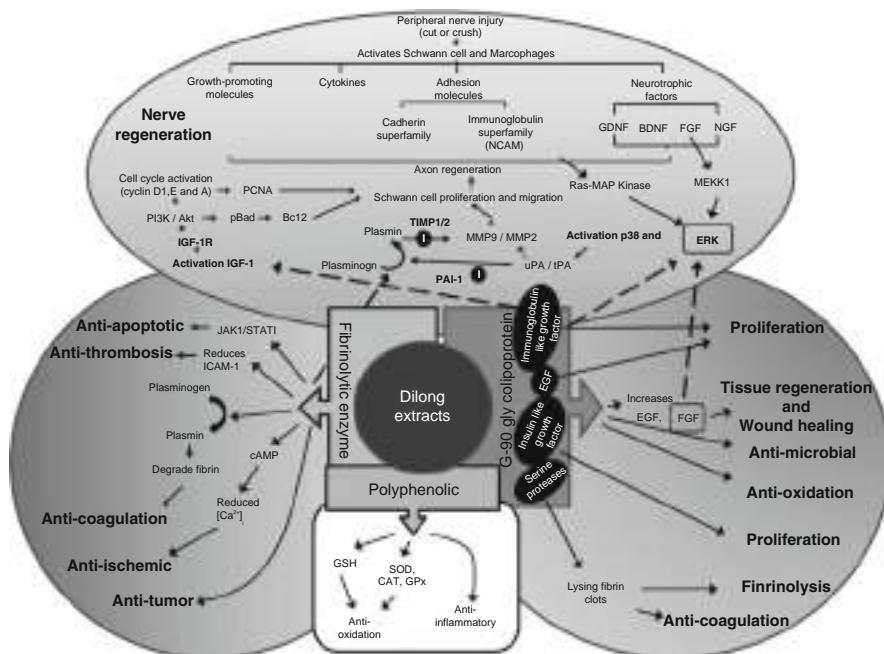 Peripheral nerve injury
(cut or crush)
Activates Schwann cell and Marcophages
Growth-promoting
molecules
Cytokines
Adhesion
molecules
Neurotrophic
factors
Nerve
regeneration
Cadherin
superfamily
Immunoglobulin
superfamily
(NCAM)
GDNF BDNF FGF NGF
Axon regeneration
Cell cycle activation
(cyclin D1,E and A)
PCNA
Schwann cell proliferation and migration
Ras-MAP Kinase
MEKK1
PI3K / Akt
pBad
Bc12
TIMP1/2
Plasmin
I
MMP9 / MMP2
Activation p38 and
ERK
IGF-1R
Activation IGF-1
Plasminogn
PAI-1
I
uPA / tPA
Anti-apoptotic
JAK1/STATI
Anti-thrombosis
Reduces
ICAM-1
Plasminogen
Plasmin
cAMP
Degrade fibrin
Reduced
[Ca²⁺]i
Anti-coagulation
Anti-ischemic
Anti-tumor
Fibrinolytic enzyme
Dilong
extracts
Polyphenolic
G-90 gly colipoprotein
Immunoglobulin
like growth
factor
EGF
Insulin like
growth
factor
Serine
proteases
GSH
SOD,
CAT, GPx
Anti-
oxidation
Anti-
inflammatory
Proliferation
Increases
EGF,
FGF
Tissue regeneration
and
Wound healing
Anti-microbial
Anti-oxidation
Proliferation
Lysing fibrin
clots
Finrinolysis
Anti-coagulation